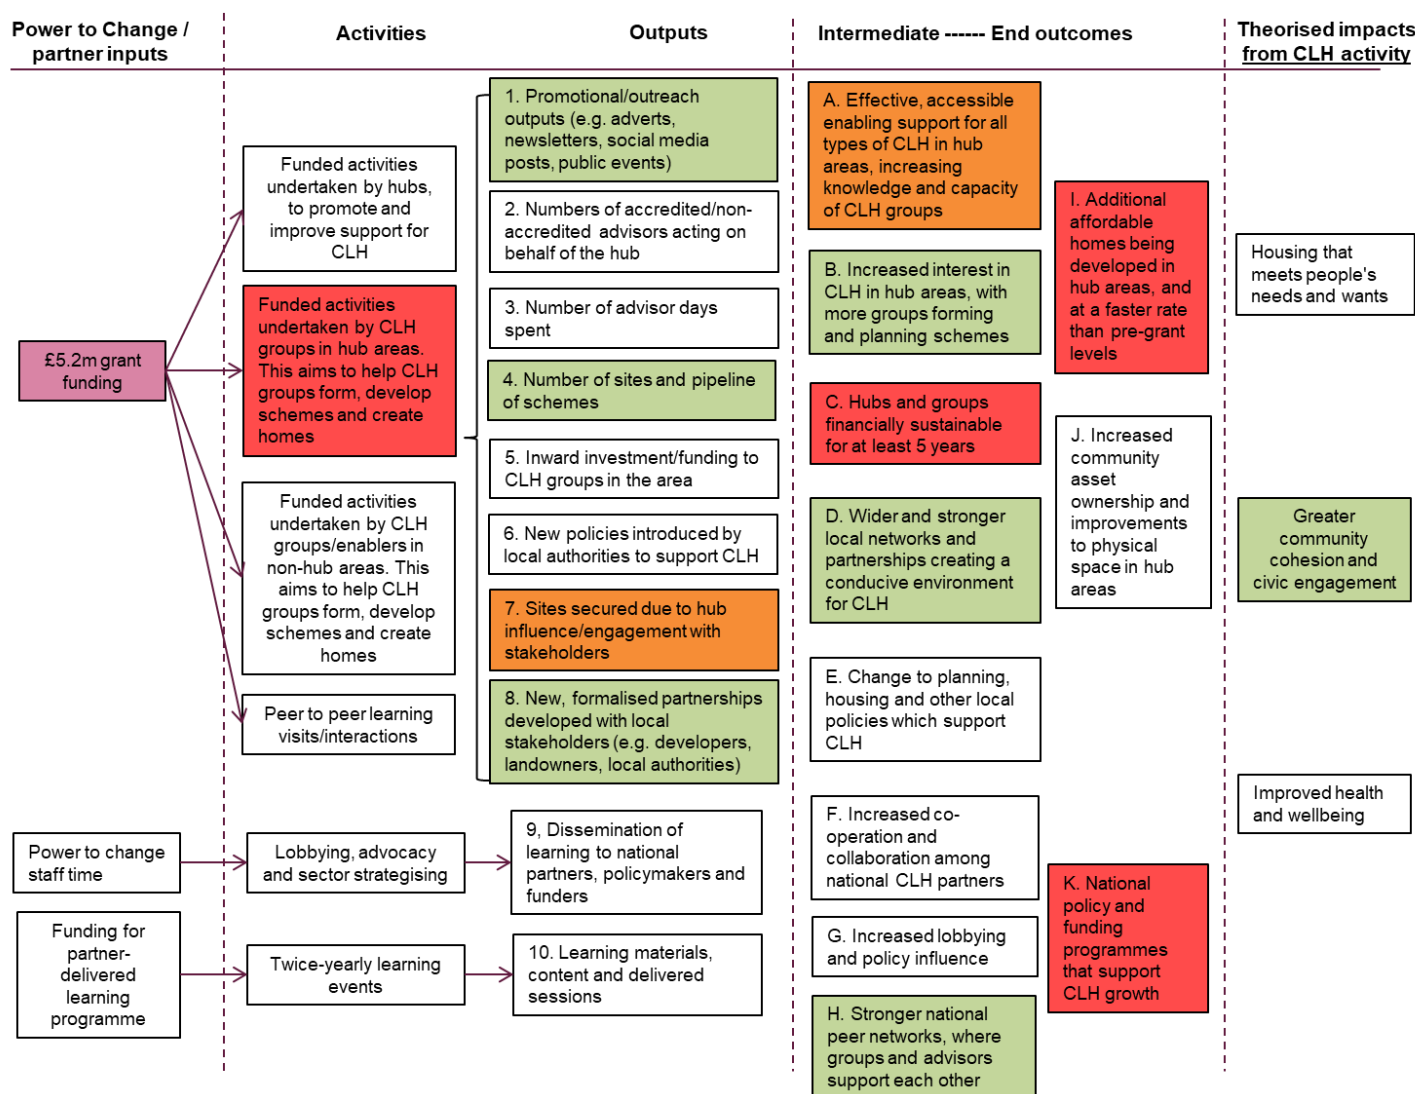 Power to Change /
partner inputs
Activities
Outputs
Intermediate ------ End outcomes
Theorised impacts
from CLH activity
£5.2m grant
funding
Power to change
staff time
Funding for
partner-
delivered
learning
programme
Funded activities
undertaken by hubs,
to promote and
improve support for
CLH
Funded activities
undertaken by CLH
groups in hub areas.
This aims to help CLH
groups form, develop
schemes and create
homes
Funded activities
undertaken by CLH
groups/enablers in
non-hub areas. This
aims to help CLH
groups form, develop
schemes and create
homes
Peer to peer learning
visits/interactions
Lobbying, advocacy
and sector strategising
Twice-yearly learning
events
1. Promotional/outreach
outputs (e.g. adverts,
newsletters, social media
posts, public events)
2. Numbers of accredited/non-
accredited advisors acting on
behalf of the hub
3. Number of advisor days
spent
4. Number of sites and pipeline
of schemes
5. Inward investment/funding to
CLH groups in the area
6. New policies introduced by
local authorities to support CLH
7. Sites secured due to hub
influence/engagement with
stakeholders
8. New, formalised partnerships
developed with local
stakeholders (e.g. developers,
landowners, local authorities)
9, Dissemination of
learning to national
partners, policymakers and
funders
10. Learning materials,
content and delivered
sessions
A. Effective, accessible
enabling support for all
types of CLH in hub
areas, increasing
knowledge and capacity
of CLH groups
B. Increased interest in
CLH in hub areas, with
more groups forming
and planning schemes
C. Hubs and groups
financially sustainable
for at least 5 years
D. Wider and stronger
local networks and
partnerships creating a
conducive environment
for CLH
E. Change to planning,
housing and other local
policies which support
CLH
F. Increased co-
operation and
collaboration among
national CLH partners
G. Increased lobbying
and policy influence
H. Stronger national
peer networks, where
groups and advisors
support each other
I. Additional
affordable
homes being
developed in
hub areas, and
at a faster rate
than pre-grant
levels
J. Increased
community
asset
ownership and
improvements
to physical
space in hub
areas
K. National
policy and
funding
programmes
that support
CLH growth
Housing that
meets people's
needs and wants
Greater
community
cohesion and
civic engagement
Improved health
and wellbeing